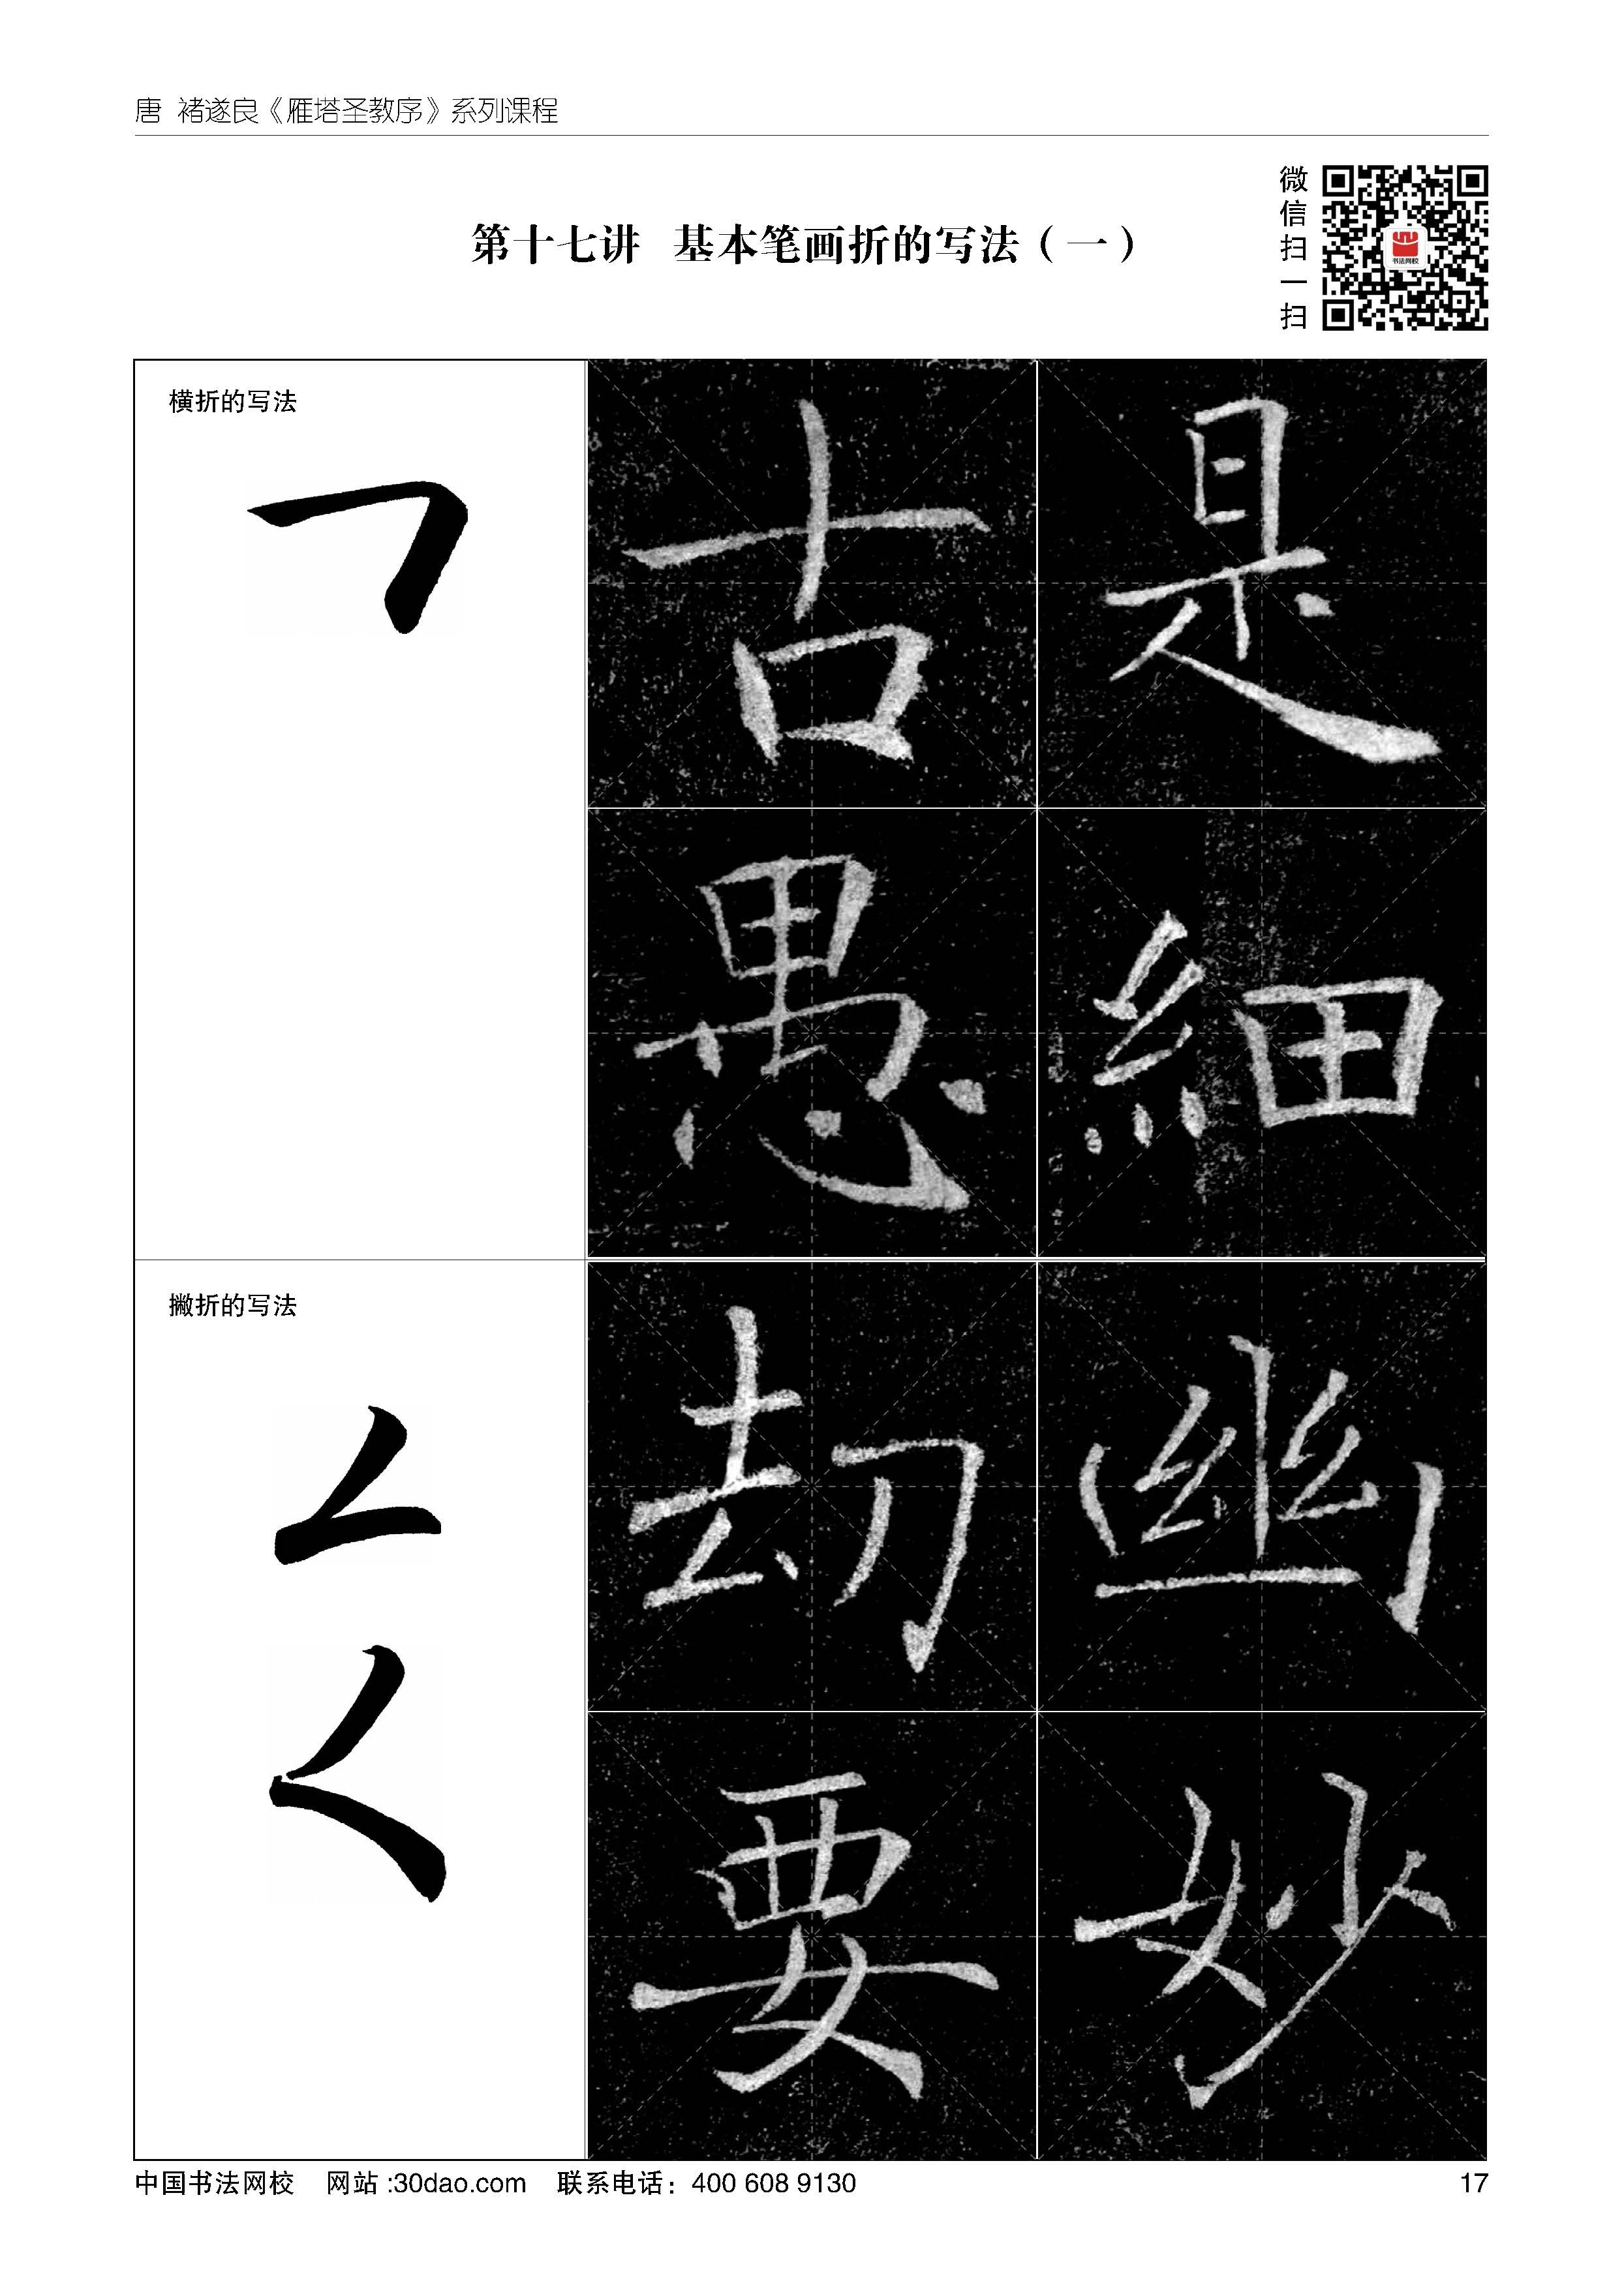 唐 褚遂良《雁塔圣教序》系列课程
微信扫一扫
书法网校
第十七讲 基本笔画折的写法（一）
横折的写法
古 是
愚 細
撇折的写法
劫 幽
要 妙
中国书法网校 网站:30dao.com 联系电话：400 608 9130
17